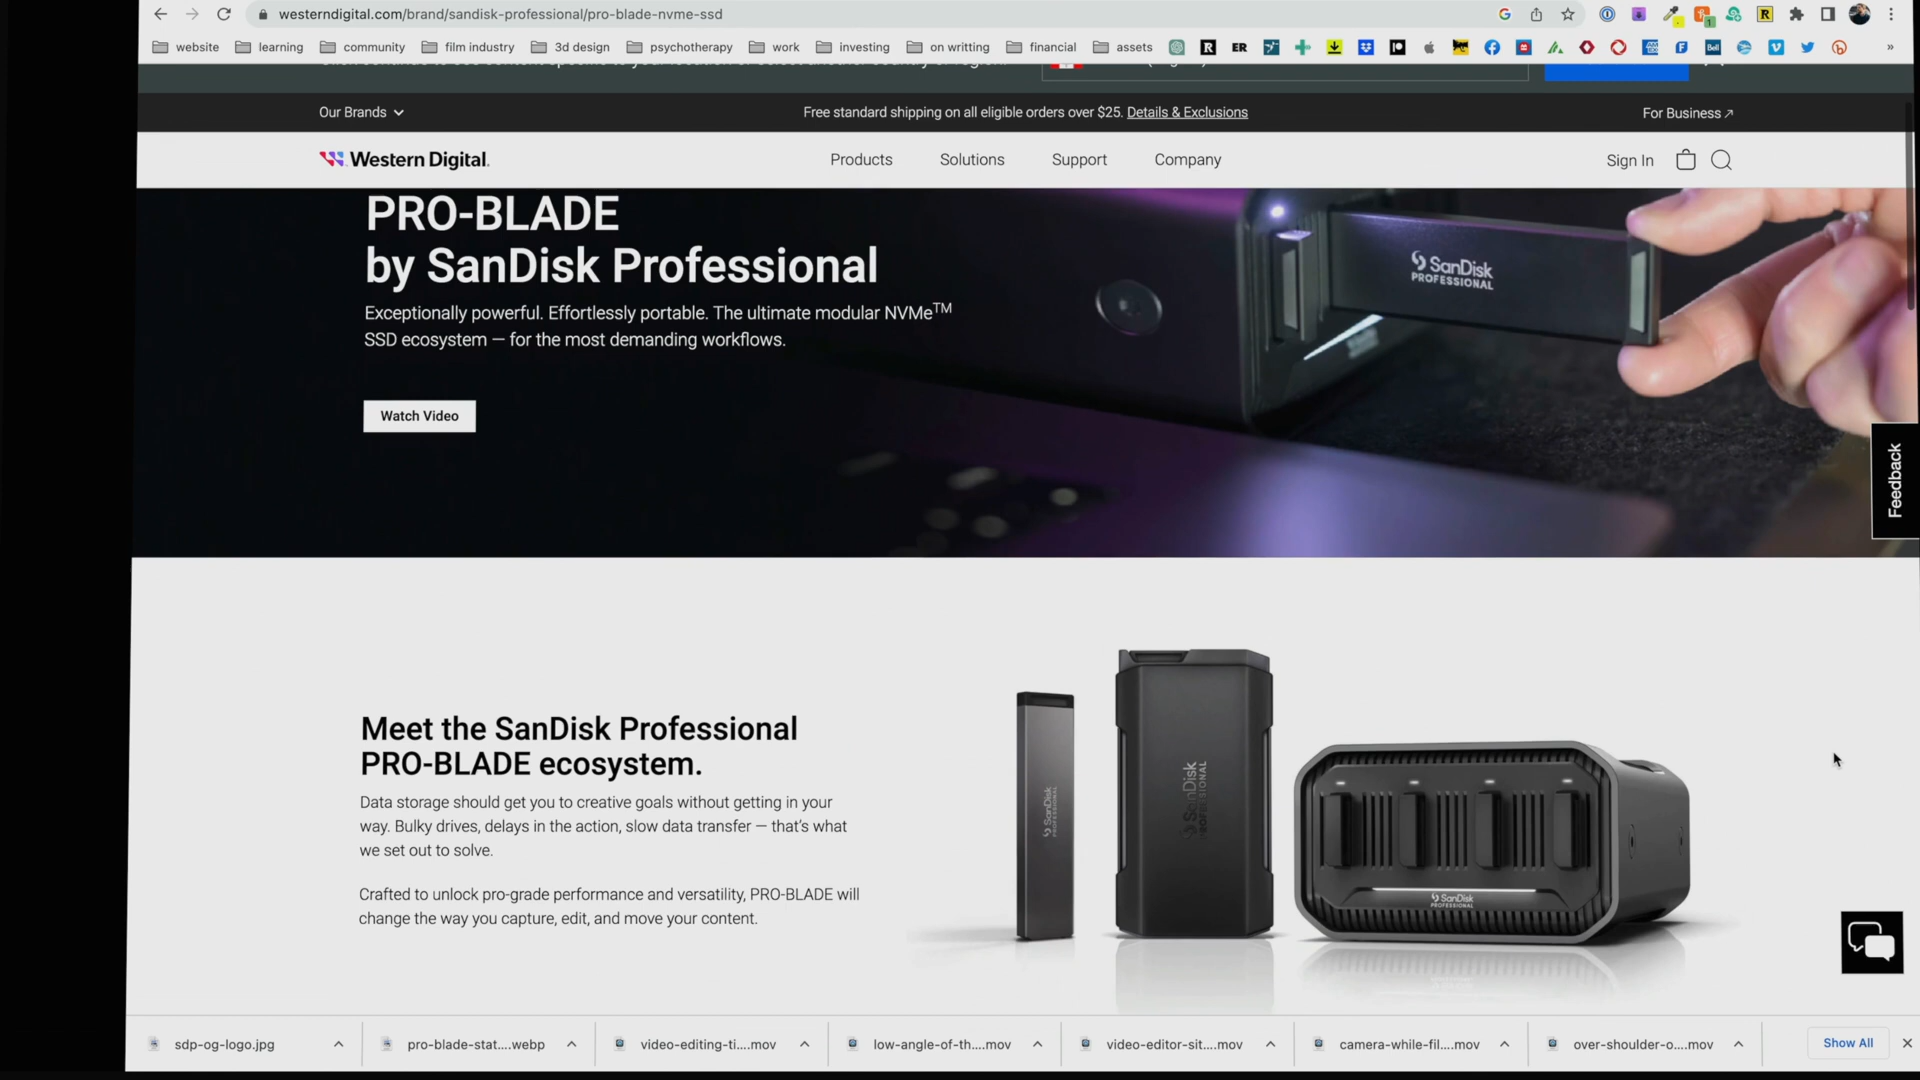 westerndigital.com/brand/sandisk-professional/pro-blade-nvme-ssd
website learning community film industry 3d design psychotherapy work investing on writting financial assets
Our Brands
Free standard shipping on all eligible orders over $25. Details & Exclusions
For Business
Western Digital.
Products Solutions Support Company
Sign In
PRO-BLADE
by SanDisk Professional
Exceptionally powerful. Effortlessly portable. The ultimate modular NVMe™
SSD ecosystem — for the most demanding workflows.
Watch Video
SanDisk
PROFESSIONAL
Feedback
Meet the SanDisk Professional
PRO-BLADE ecosystem.
Data storage should get you to creative goals without getting in your
way. Bulky drives, delays in the action, slow data transfer — that's what
we set out to solve.
Crafted to unlock pro-grade performance and versatility, PRO-BLADE will
change the way you capture, edit, and move your content.
SanDisk
PROFESSIONAL
SanDisk
PROFESSIONAL
SanDisk
PROFESSIONAL
sdp-og-logo.jpg pro-blade-stat....webp video-editing-ti....mov low-angle-of-th....mov video-editor-sit....mov camera-while-fil....mov over-shoulder-o....mov Show All